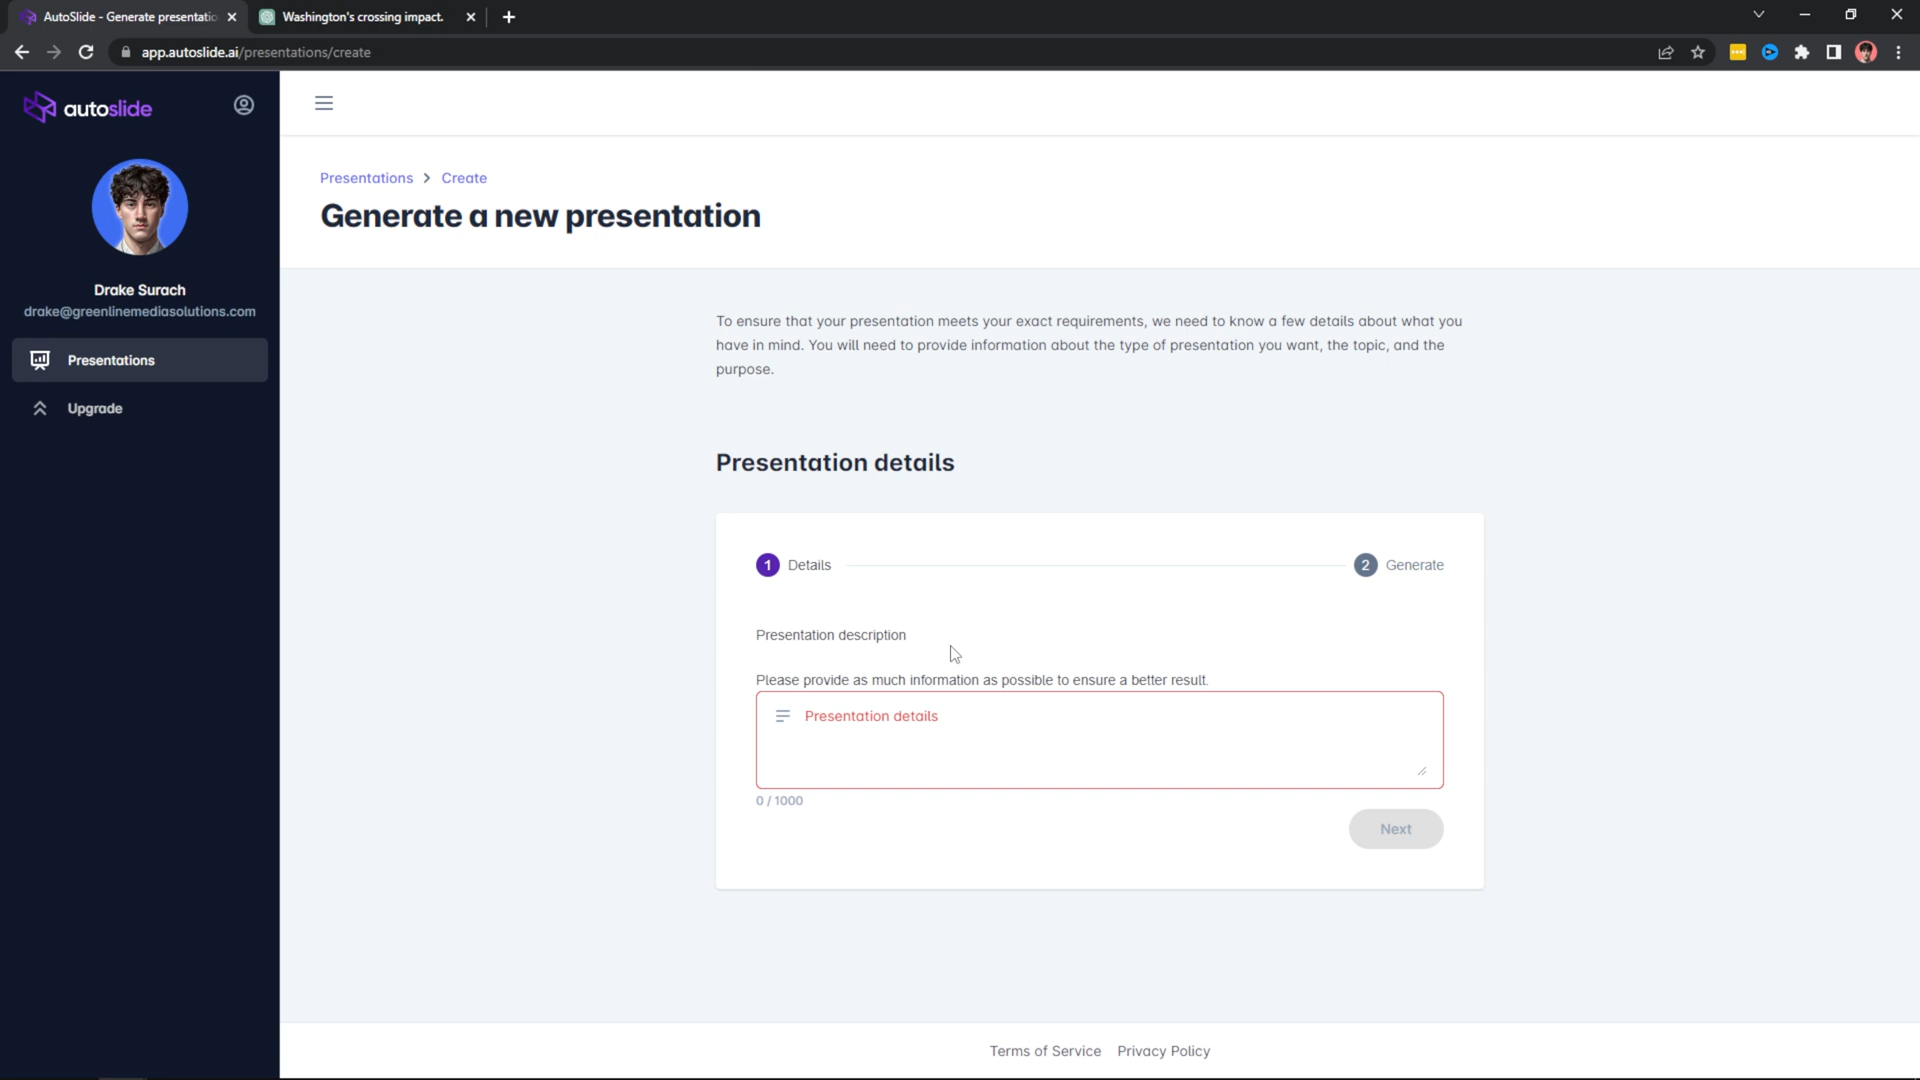 AutoSlide - Generate presentatio
Washington's crossing impact.
app.autoslide.ai/presentations/create
autoslide
Drake Surach
drake@greenlinemediasolutions.com
Presentations
Upgrade
Presentations > Create
Generate a new presentation
To ensure that your presentation meets your exact requirements, we need to know a few details about what you
have in mind. You will need to provide information about the type of presentation you want, the topic, and the
purpose.
Presentation details
1 Details
2 Generate
Presentation description
Please provide as much information as possible to ensure a better result.
Presentation details
0 / 1000
Next
Terms of Service Privacy Policy